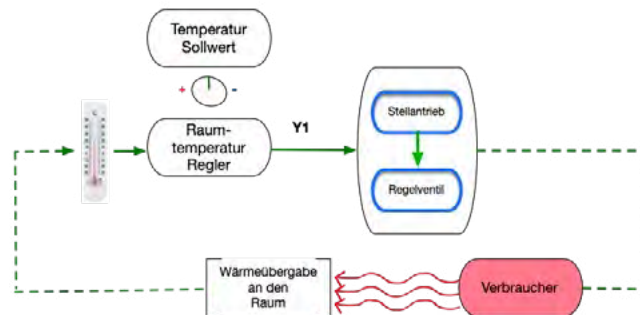 Temperatur
Sollwert
+
-
Raum-
temperatur
Regler
Y1
Stellantrieb
Regelventil
Wärmeübergabe
an den
Raum
Verbraucher